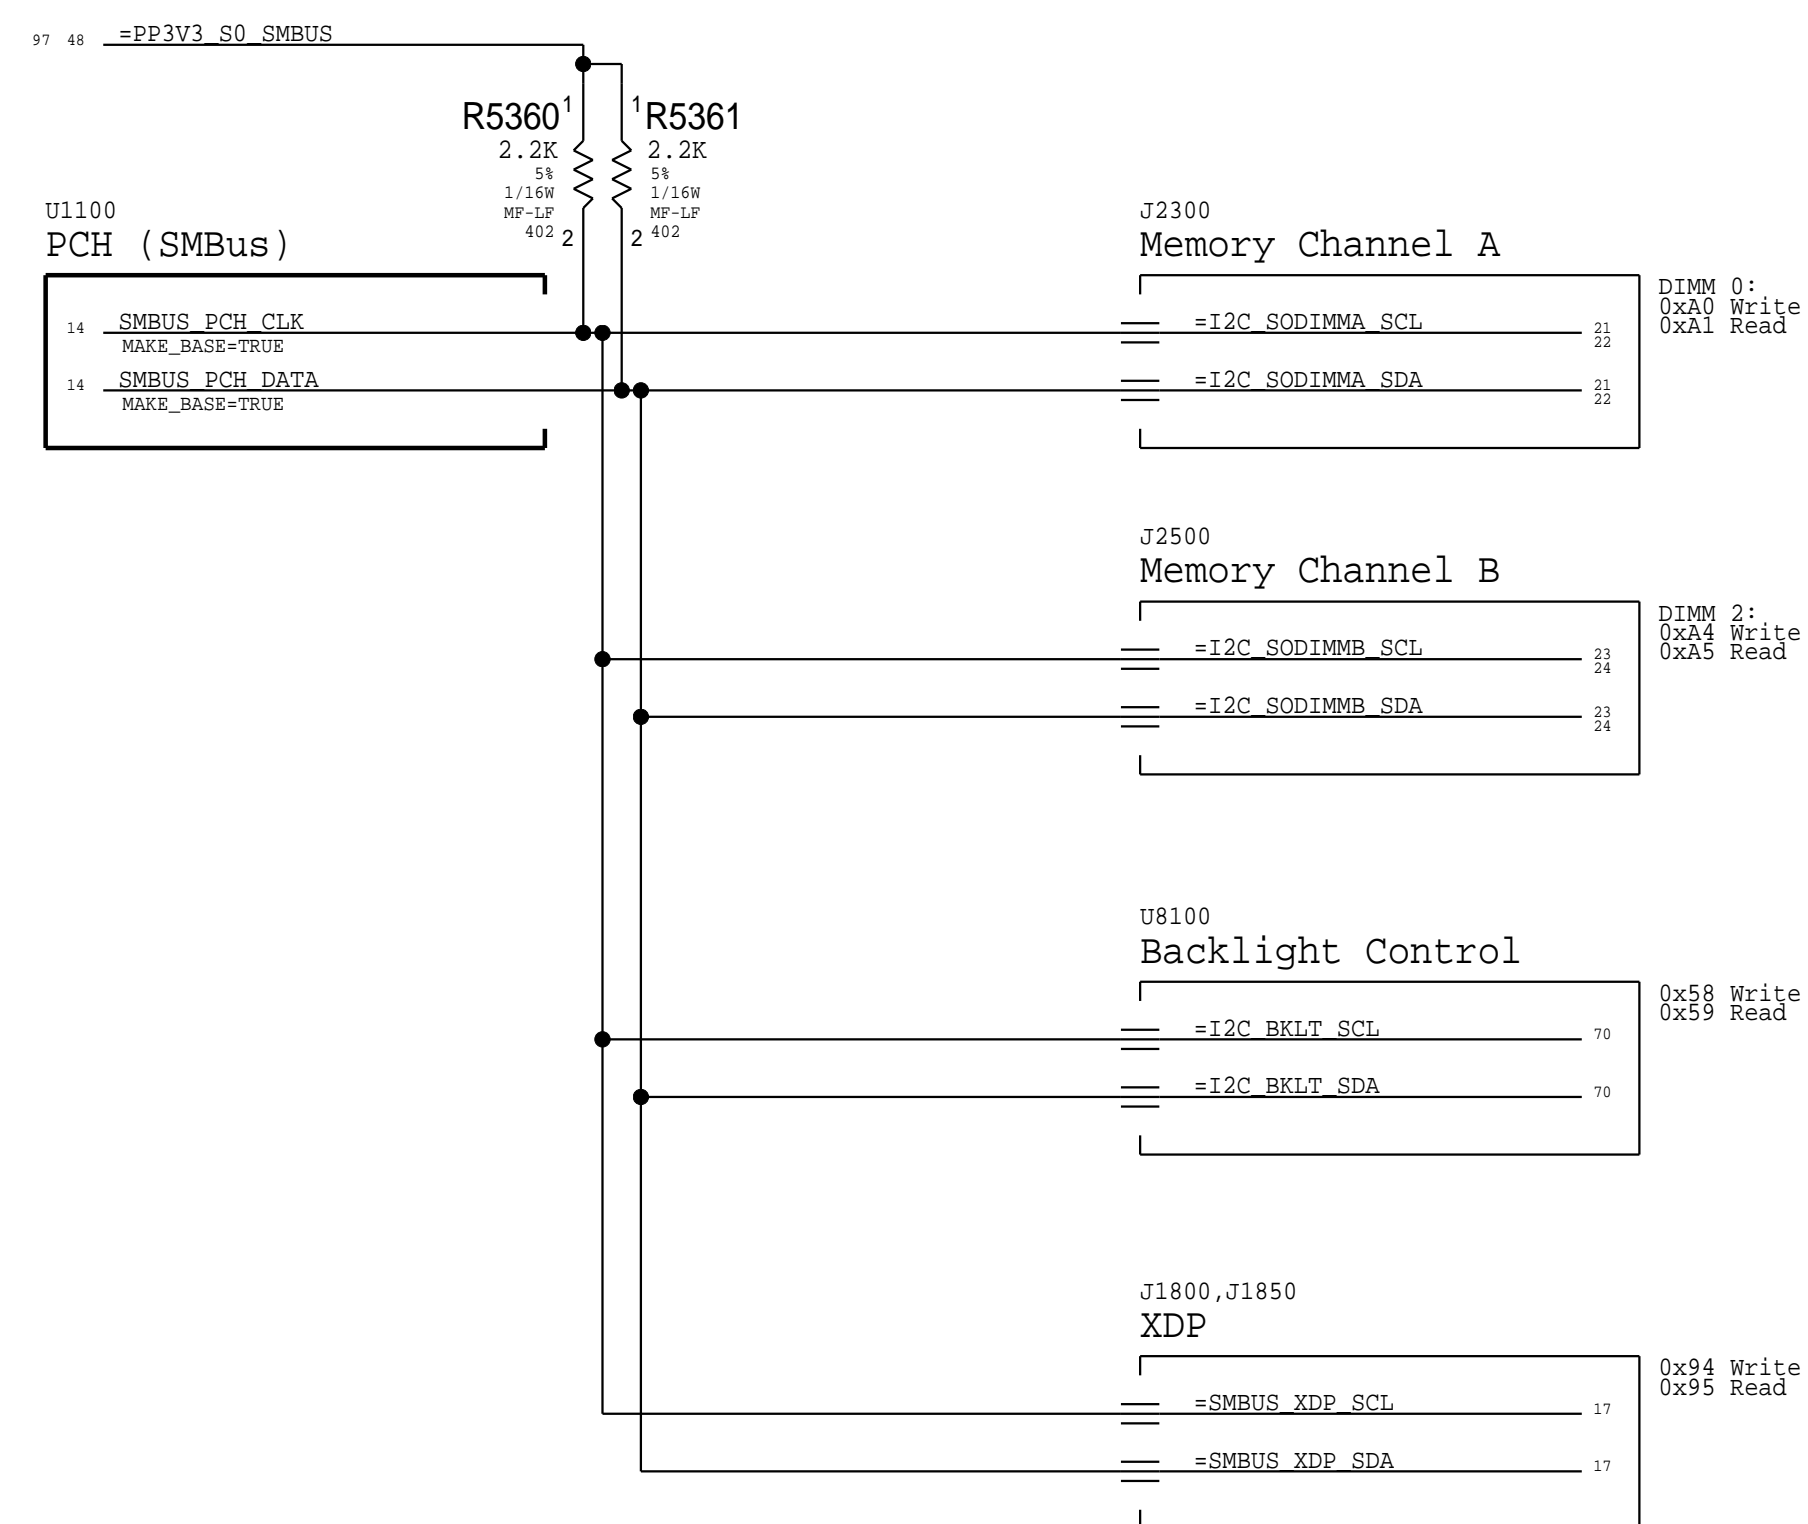 97 48 =PP3V3_S0_SMBUS
R5360 1
2.2K
5%
1/16W
MF-LF
402 2
1 R5361
2.2K
5%
1/16W
MF-LF
2 402
U1100
PCH (SMBus)
14 SMBUS_PCH_CLK
MAKE_BASE=TRUE
14 SMBUS_PCH_DATA
MAKE_BASE=TRUE
J2300
Memory Channel A
=I2C_SODIMMA_SCL 21
22
=I2C_SODIMMA_SDA 21
22
DIMM 0:
0xA0 Write
0xA1 Read
J2500
Memory Channel B
=I2C_SODIMMB_SCL 23
24
=I2C_SODIMMB_SDA 23
24
DIMM 2:
0xA4 Write
0xA5 Read
U8100
Backlight Control
=I2C_BKLT_SCL 70
=I2C_BKLT_SDA 70
0x58 Write
0x59 Read
J1800,J1850
XDP
=SMBUS_XDP_SCL 17
=SMBUS_XDP_SDA 17
0x94 Write
0x95 Read